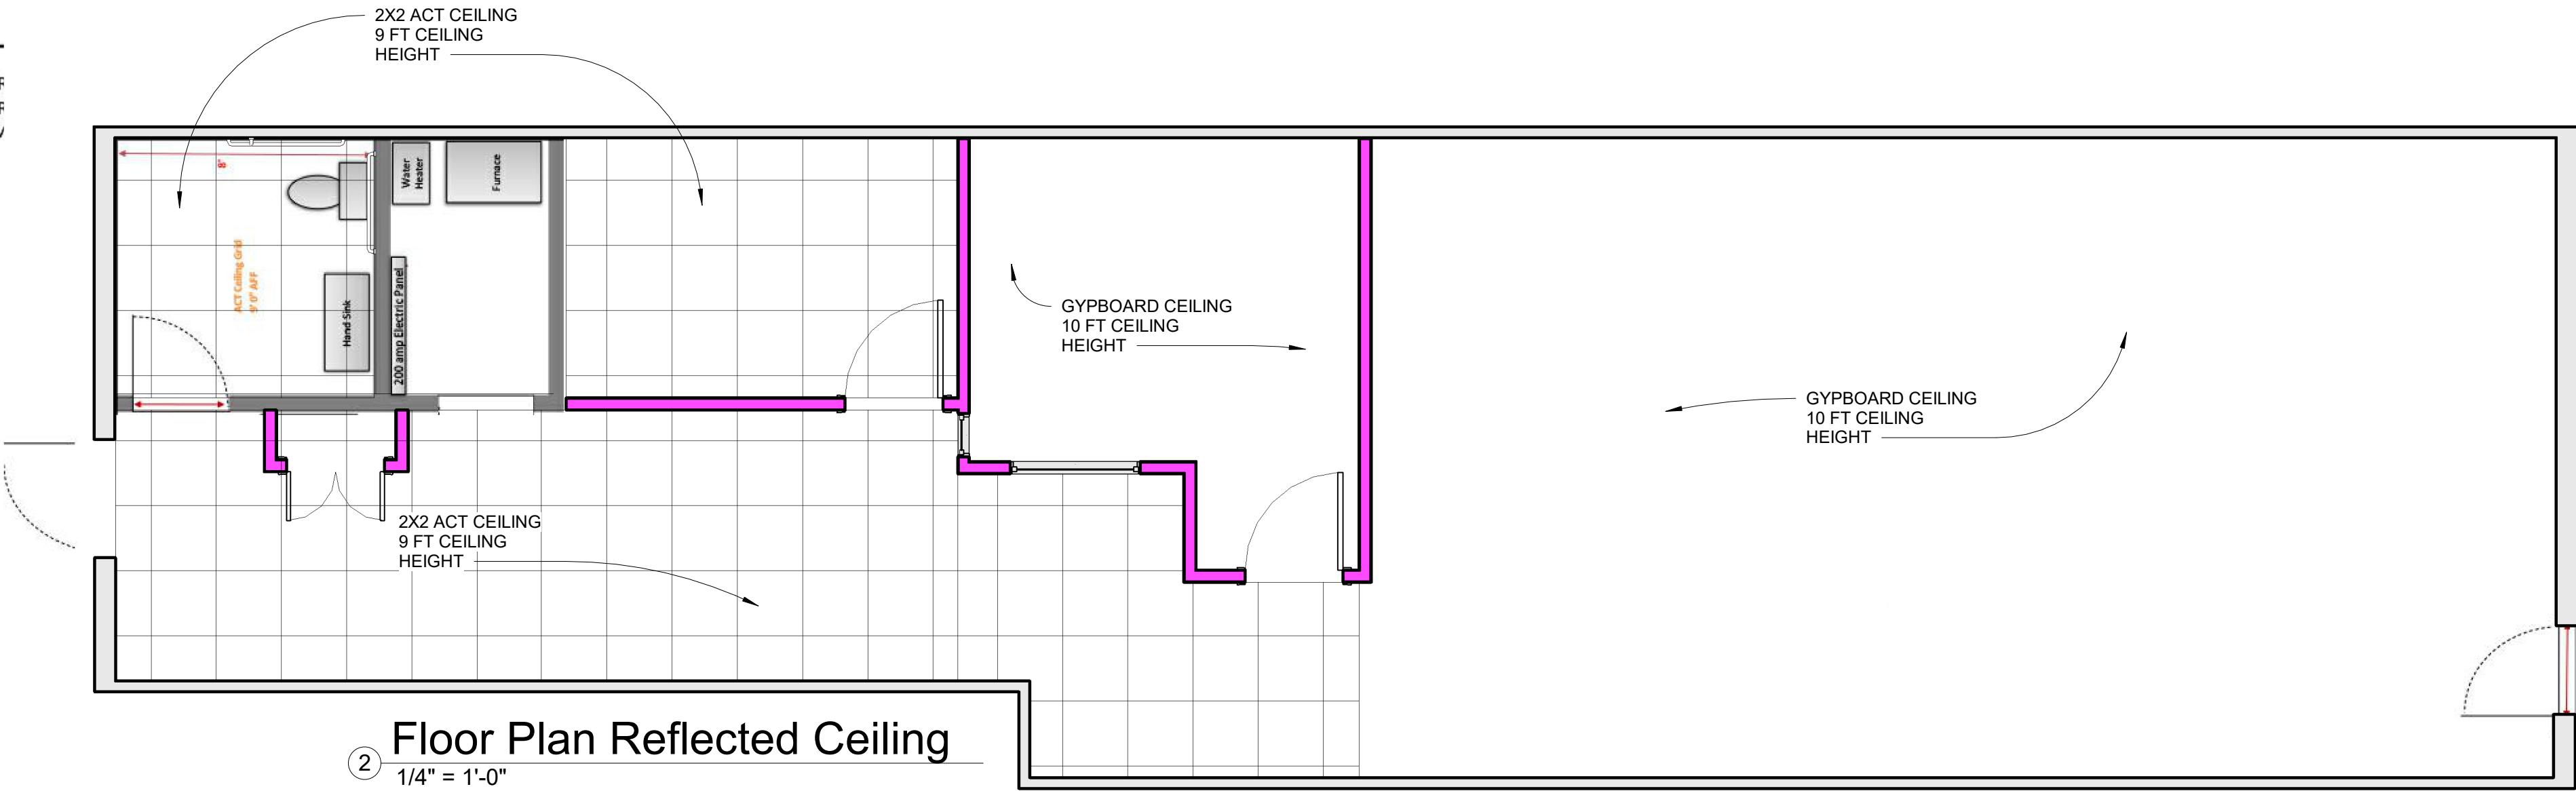 2X2 ACT CEILING
9 FT CEILING
HEIGHT
8'
Water
Heater
Furnace
ACT Ceiling Grid
9' 0" AFF
Hand Sink
200 amp Electric Panel
GYPBOARD CEILING
10 FT CEILING
HEIGHT
GYPBOARD CEILING
10 FT CEILING
HEIGHT
2X2 ACT CEILING
9 FT CEILING
HEIGHT
Floor Plan Reflected Ceiling
2
1/4" = 1'-0"